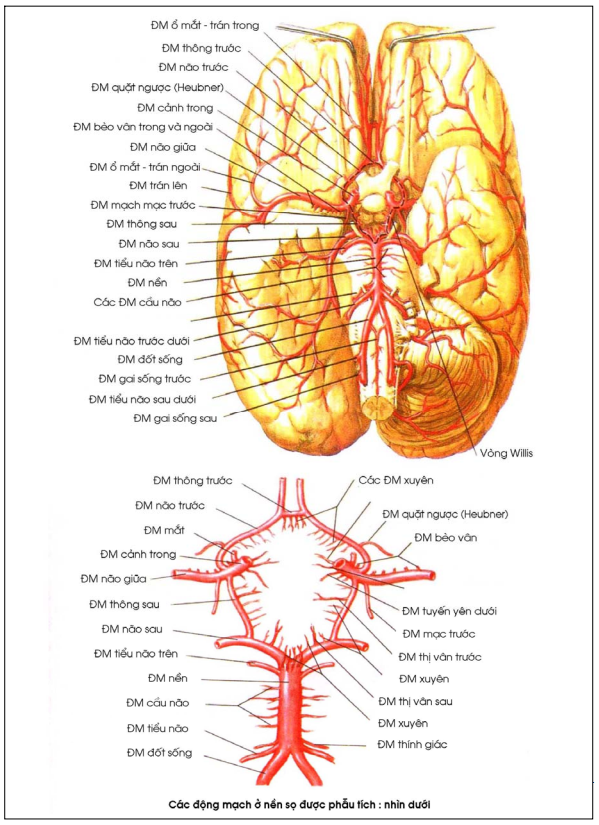 ĐM ổ mắt - trán trong
ĐM thông trước
ĐM não trước
ĐM quặt ngược (Heubner)
ĐM cảnh trong
ĐM bèo vân trong và ngoài
ĐM não giữa
ĐM ổ mắt - trán ngoài
ĐM trán lên
ĐM mạch mạc trước
ĐM thông sau
ĐM não sau
ĐM tiểu não trên
ĐM nền
Các ĐM cầu não
ĐM tiểu não trước dưới
ĐM đốt sống
ĐM gai sống trước
ĐM tiểu não sau dưới
ĐM gai sống sau
Vòng Willis
ĐM thông trước
ĐM não trước
ĐM mắt
ĐM cảnh trong
ĐM não giữa
ĐM thông sau
ĐM não sau
ĐM tiểu não trên
ĐM nền
ĐM cầu não
ĐM tiểu não
ĐM đốt sống
Các ĐM xuyên
ĐM quặt ngược (Heubner)
ĐM bèo vân
ĐM tuyến yên dưới
ĐM mạc trước
ĐM thị vân trước
ĐM xuyên
ĐM thị vân sau
ĐM xuyên
ĐM thính giác
Các động mạch ở nền sọ được phẫu tích : nhìn dưới